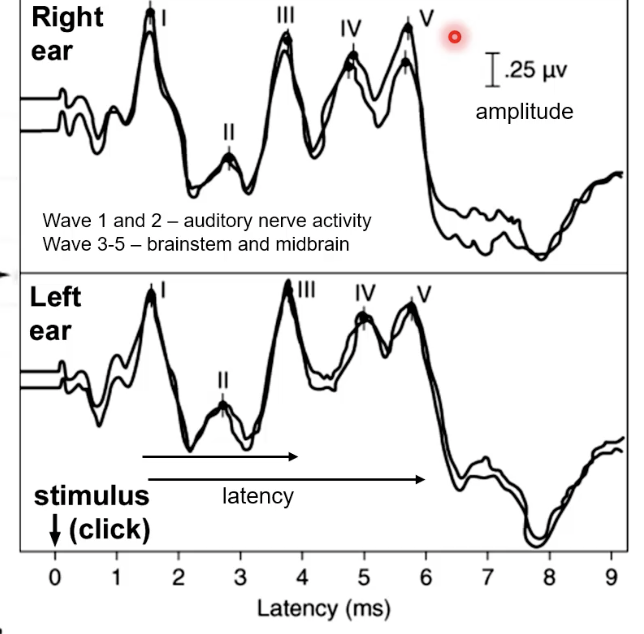 Right
ear
I
II
III
IV
V
.25 μv
amplitude
Wave 1 and 2 – auditory nerve activity
Wave 3-5 – brainstem and midbrain
Left
ear
I
II
III
IV
V
latency
stimulus
(click)
0 1 2 3 4 5 6 7 8 9
Latency (ms)